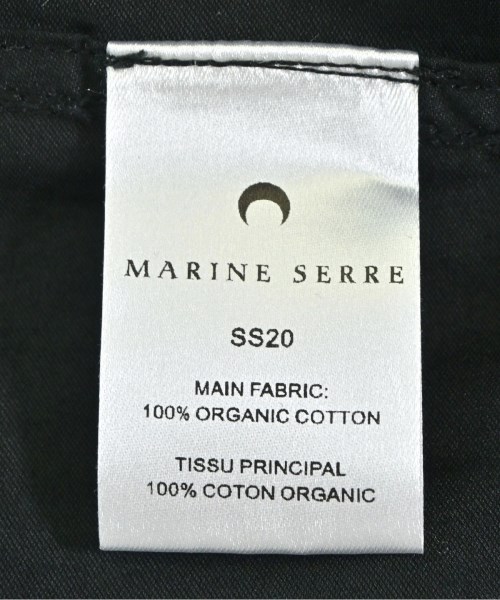 MARINE SERRE
SS20
MAIN FABRIC:
100% ORGANIC COTTON
TISSU PRINCIPAL
100% COTON ORGANIC